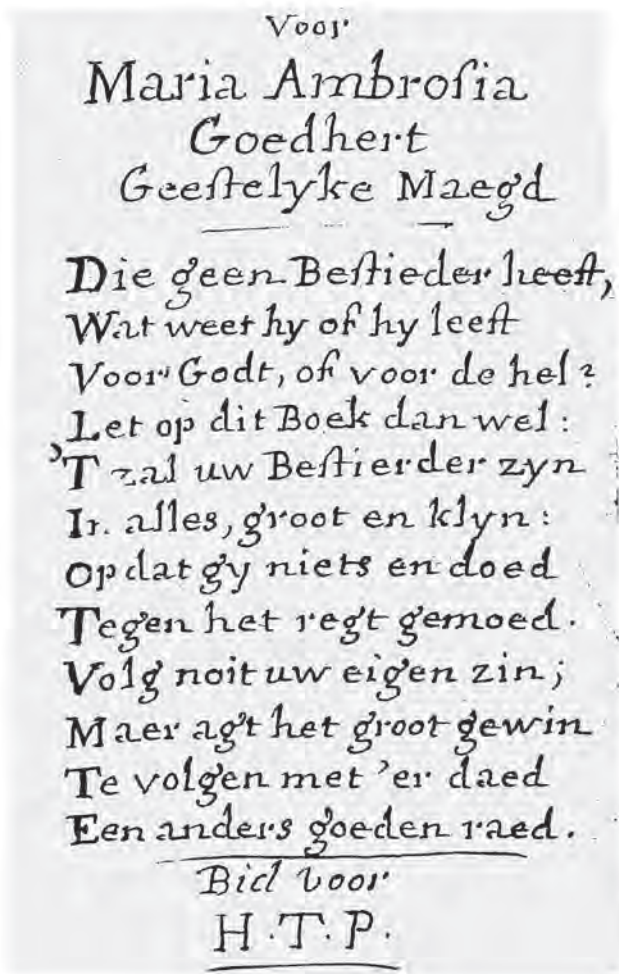 Voor
Maria Ambrosia
Goedhert
Geestelyke Maegd
Die geen Bestieder heeft,
Wat weet hy of hy leeft
Voor Godt, of voor de hel?
Let op dit Boek dan wel:
'T zal uw Bestierder zyn
In alles, groot en klyn:
Op dat gy niets en doed
Tegen het regt gemoed.
Volg noit uw eigen zin;
Maer ag't het groot gewin
Te volgen met 'er daed
Een anders goeden raed.
Bid voor
H.T.P.